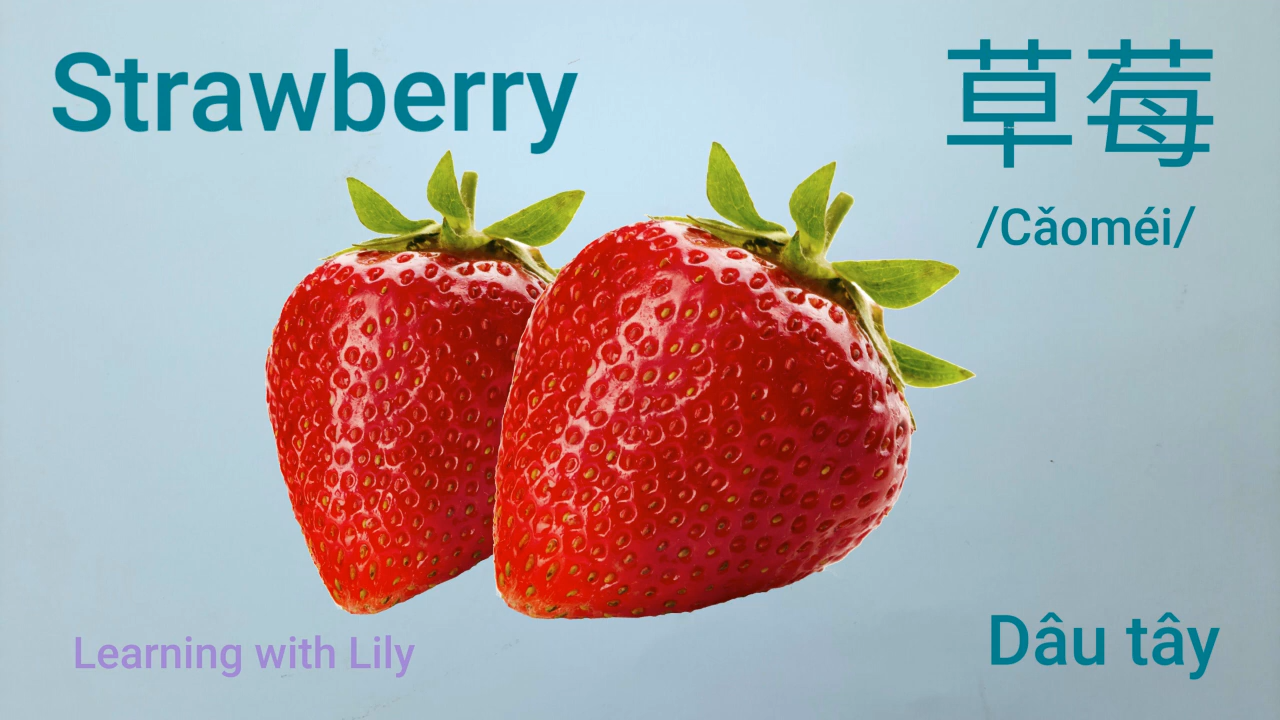 Strawberry
草莓
/Cǎoméi/
Learning with Lily
Dâu tây